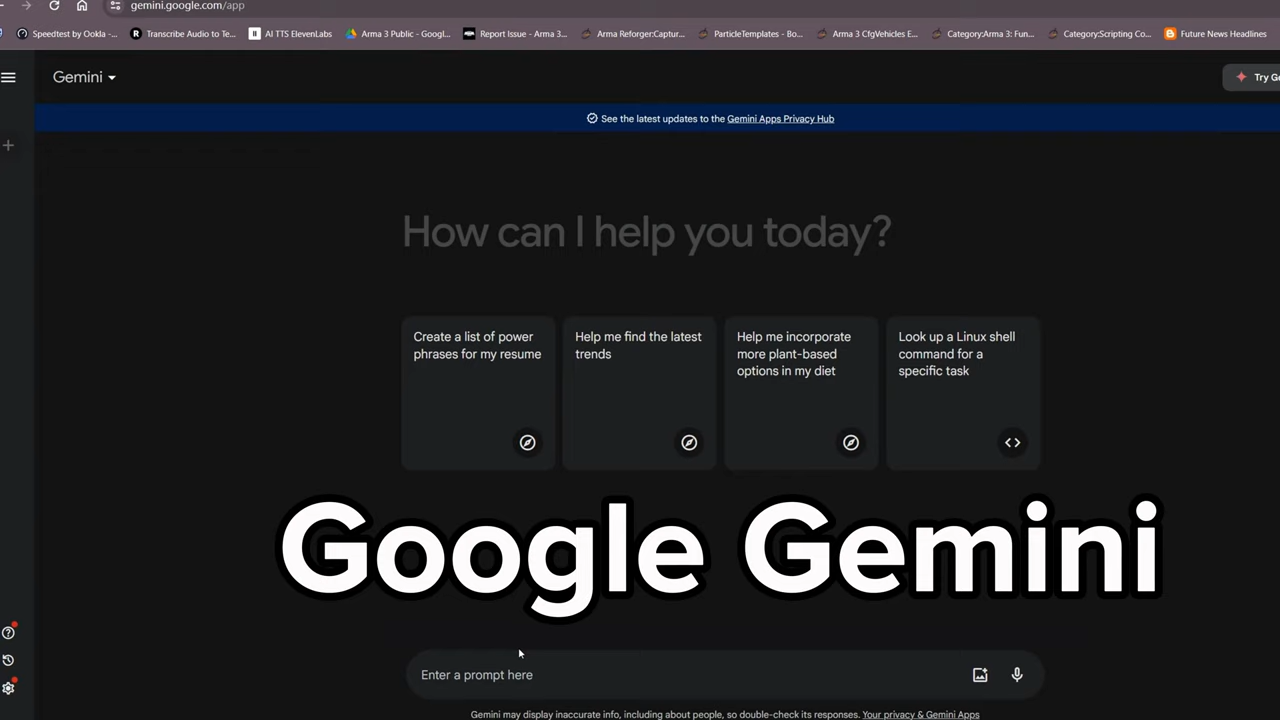 gemini.google.com/app
Speedtest by Ookla -...
Transcribe Audio to Te...
AI TTS ElevenLabs
Arma 3 Public - Googl...
Report Issue - Arma 3...
Arma Reforger:Captur...
ParticleTemplates - Bo...
Arma 3 CfgVehicles E...
Category:Arma 3: Fun...
Category:Scripting Co...
Future News Headlines
Gemini
Try Go
See the latest updates to the Gemini Apps Privacy Hub
How can I help you today?
Create a list of power
phrases for my resume
Help me find the latest
trends
Help me incorporate
more plant-based
options in my diet
Look up a Linux shell
command for a
specific task
Google Gemini
Enter a prompt here
Gemini may display inaccurate info, including about people, so double-check its responses. Your privacy & Gemini Apps